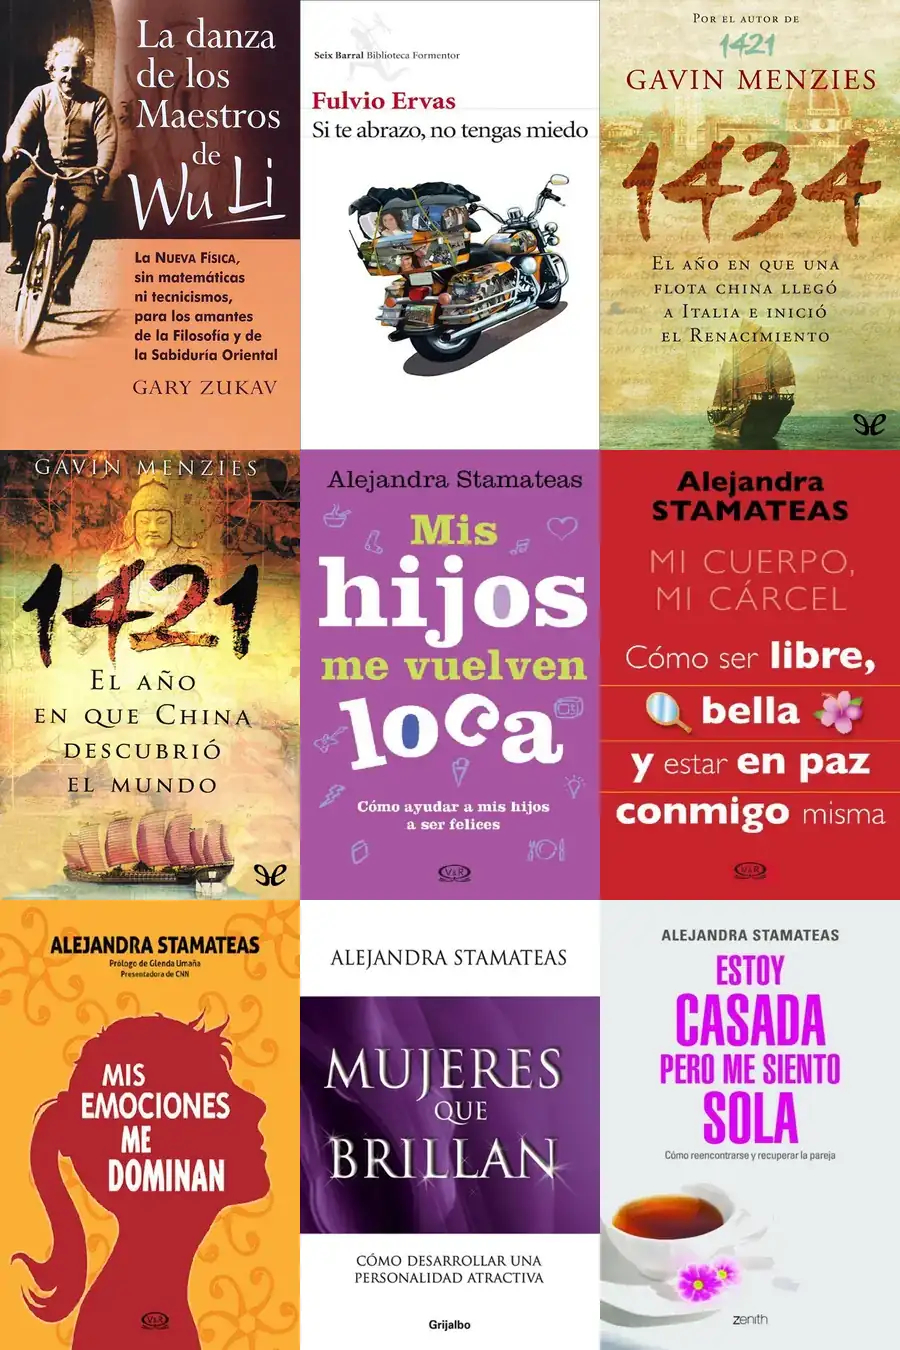 La danza
de los
Maestros
de
Wu Li
La Nueva Física,
sin matemáticas
ni tecnicismos,
para los amantes
de la Filosofía y de
la Sabiduría Oriental
GARY ZUKAV
Seix Barral Biblioteca Formentor
Fulvio Ervas
Si te abrazo, no tengas miedo
Por el autor de
1421
GAVIN MENZIES
1434
El año en que una
flota china llegó
a Italia e inició
el Renacimiento
GAVIN MENZIES
1421
El año
en que China
descubrió
el mundo
Alejandra Stamateas
Mis
hijos
me vuelven
loca
Cómo ayudar a mis hijos
a ser felices
V&R
Alejandra
STAMATEAS
MI CUERPO,
MI CÁRCEL
Cómo ser libre,
bella
y estar en paz
conmigo misma
V&R
ALEJANDRA STAMATEAS
Prólogo de Glenda Umaña
Presentadora de CNN
MIS
EMOCIONES
ME
DOMINAN
V&R
ALEJANDRA STAMATEAS
MUJERES
QUE
BRILLAN
CÓMO DESARROLLAR UNA
PERSONALIDAD ATRACTIVA
Grijalbo
ALEJANDRA STAMATEAS
ESTOY
CASADA
PERO ME SIENTO
SOLA
Cómo reencontrarse y recuperar la pareja
zenith